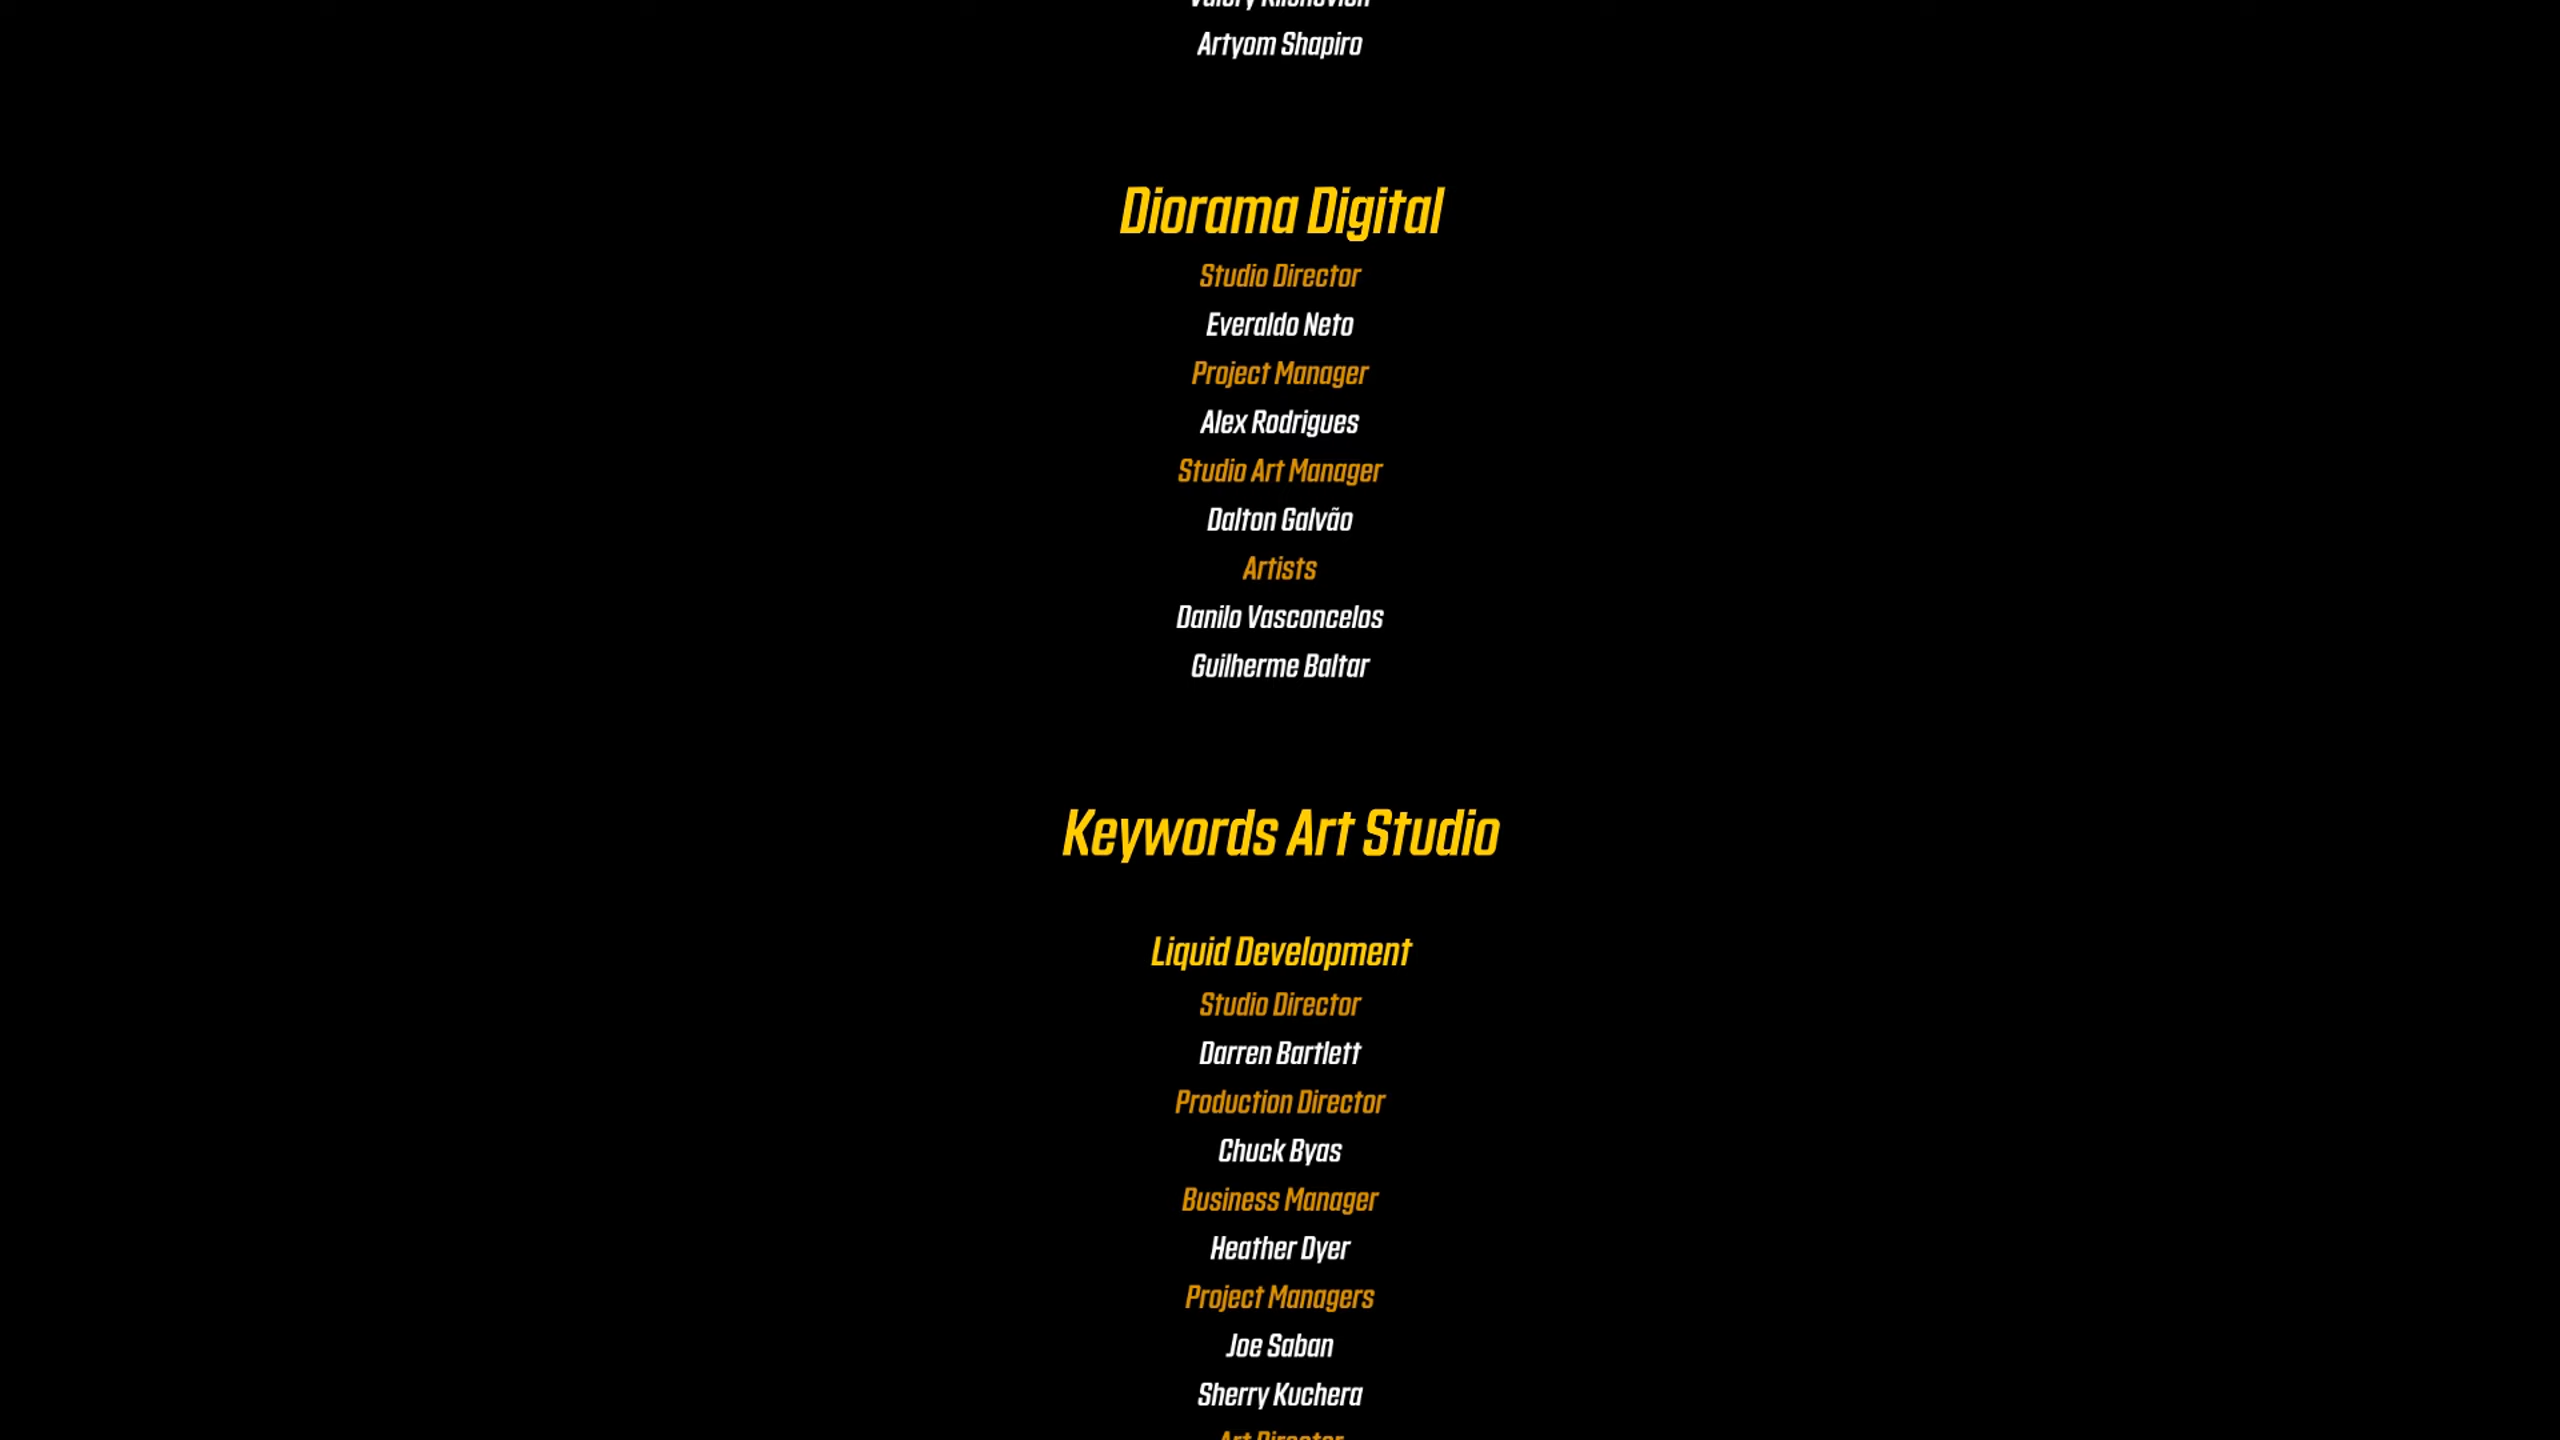 Artyom Shapiro
Diorama Digital
Studio Director
Everaldo Neto
Project Manager
Alex Rodrigues
Studio Art Manager
Dalton Galvão
Artists
Danilo Vasconcelos
Guilherme Baltar
Keywords Art Studio
Liquid Development
Studio Director
Darren Bartlett
Production Director
Chuck Byas
Business Manager
Heather Dyer
Project Managers
Joe Saban
Sherry Kuchera
Art Director